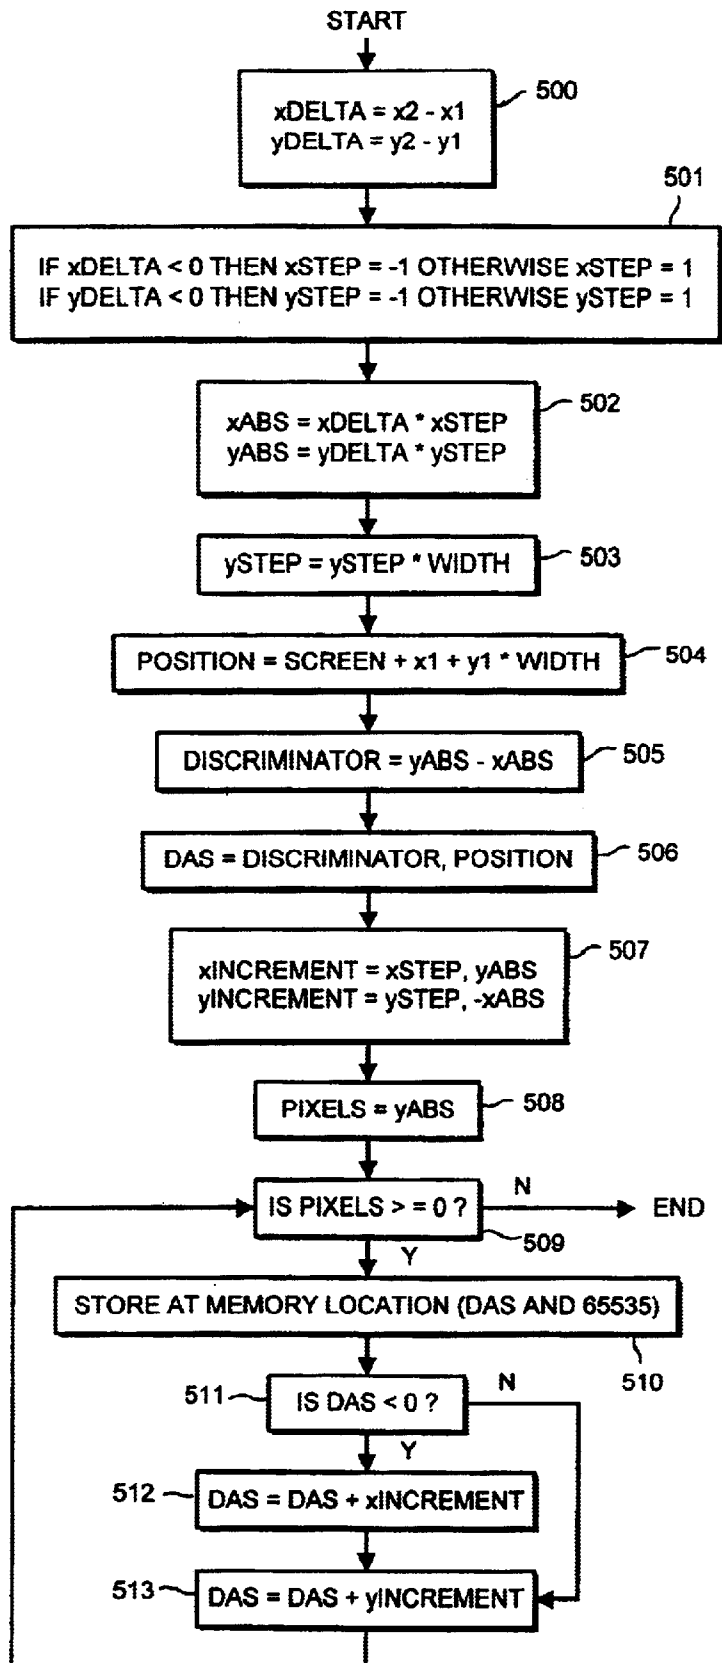 START
xDELTA = x2 - x1
yDELTA = y2 - y1
500
501
IF xDELTA < 0 THEN xSTEP = -1 OTHERWISE xSTEP = 1
IF yDELTA < 0 THEN ySTEP = -1 OTHERWISE ySTEP = 1
502
xABS = xDELTA * xSTEP
yABS = yDELTA * ySTEP
ySTEP = ySTEP * WIDTH
503
POSITION = SCREEN + x1 + y1 * WIDTH
504
DISCRIMINATOR = yABS - xABS
505
DAS = DISCRIMINATOR, POSITION
506
507
xINCREMENT = xSTEP, yABS
yINCREMENT = ySTEP, -xABS
PIXELS = yABS
508
IS PIXELS > = 0 ?
N
END
509
Y
STORE AT MEMORY LOCATION (DAS AND 65535)
510
511
IS DAS < 0 ?
N
Y
512
DAS = DAS + xINCREMENT
513
DAS = DAS + yINCREMENT